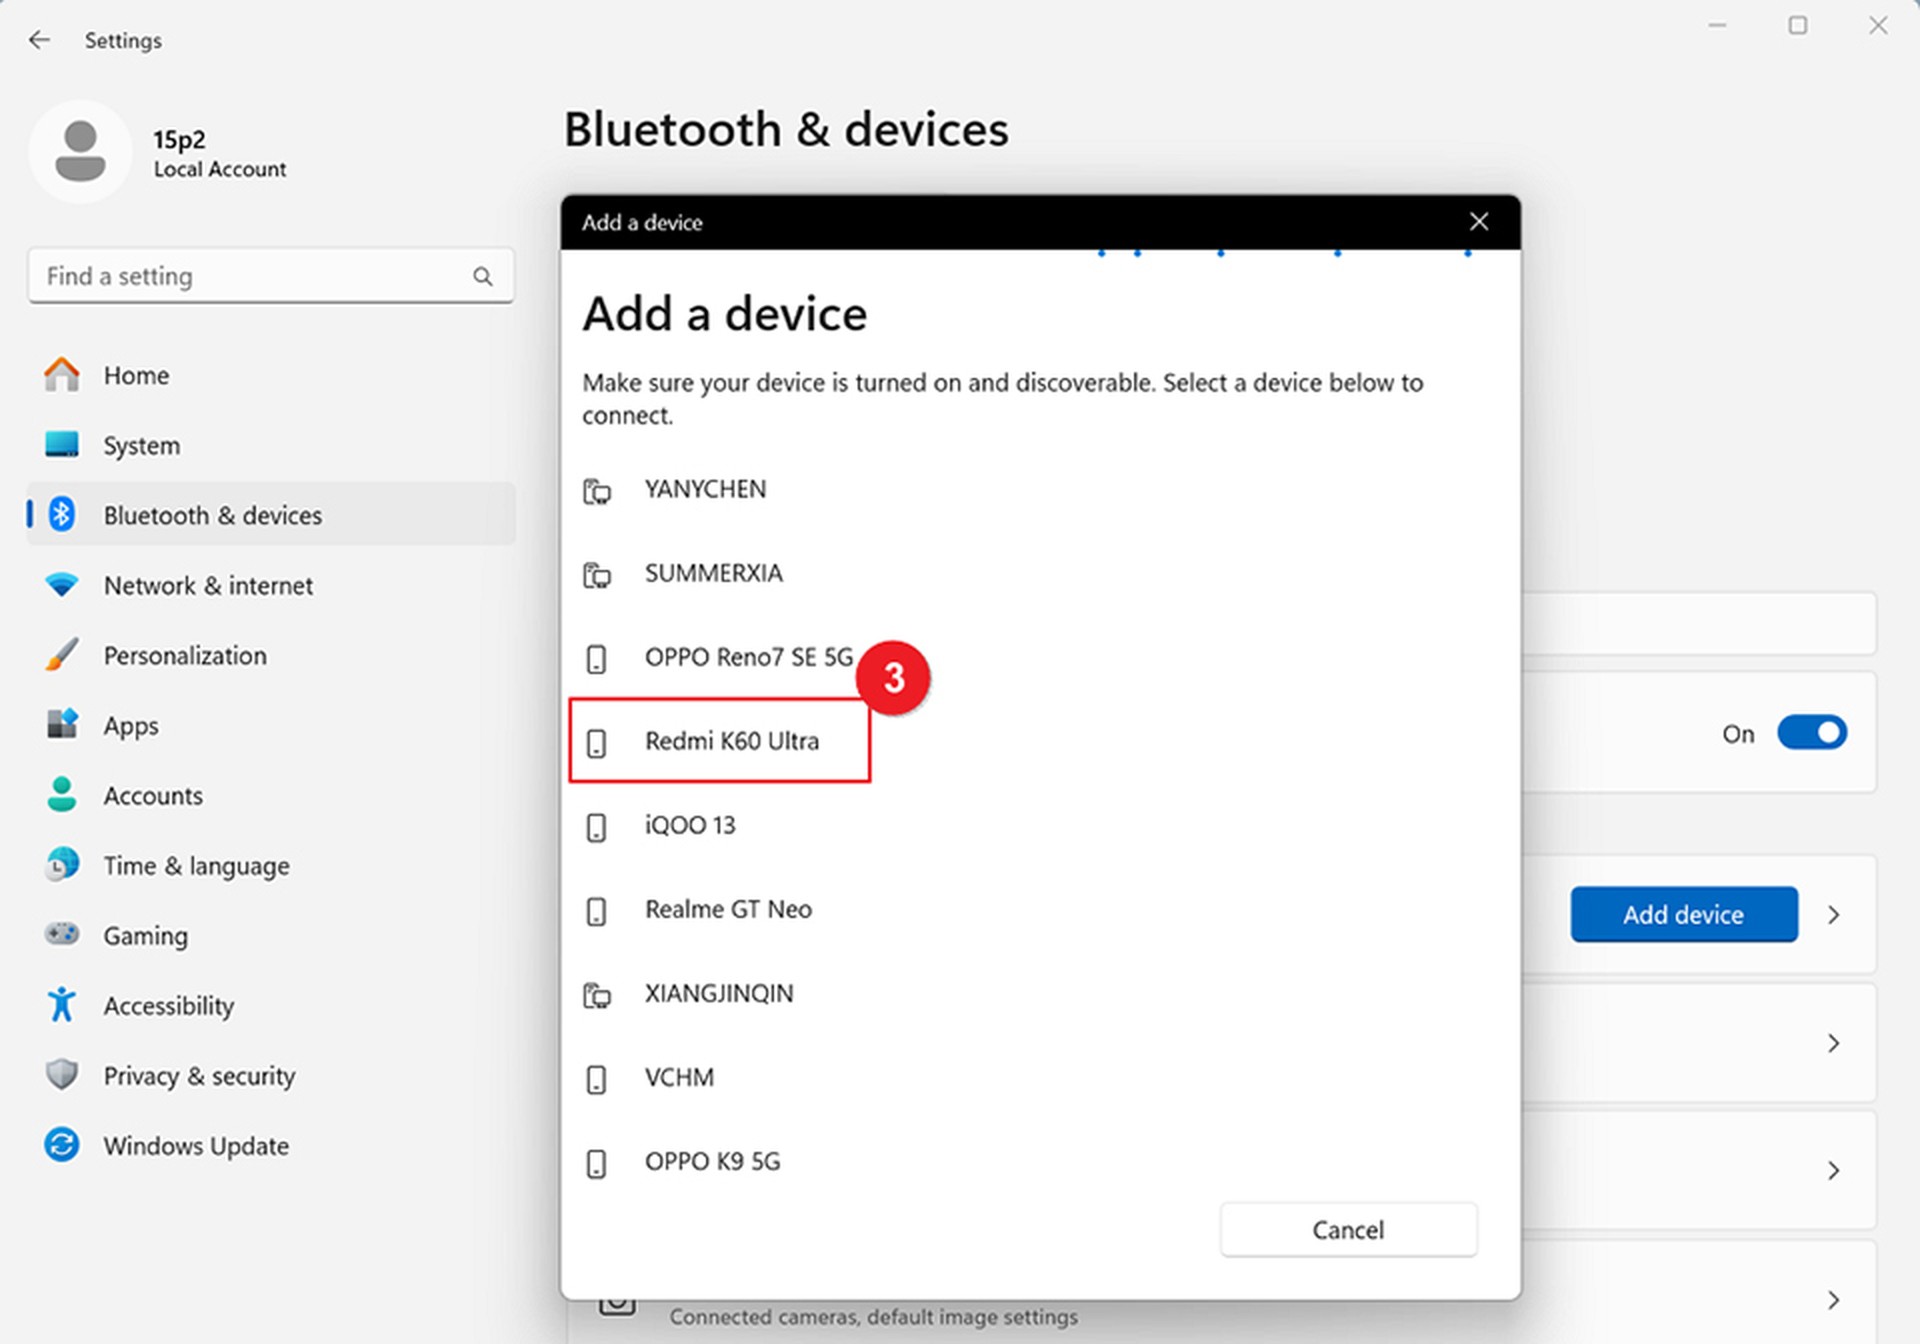 Settings
15p2
Local Account
Find a setting
Home
System
Bluetooth & devices
Network & internet
Personalization
Apps
Accounts
Time & language
Gaming
Accessibility
Privacy & security
Windows Update
Bluetooth & devices
Add a device
Add a device
Make sure your device is turned on and discoverable. Select a device below to
connect.
YANYCHEN
SUMMERXIA
OPPO Reno7 SE 5G
3
Redmi K60 Ultra
iQOO 13
Realme GT Neo
XIANGJINQIN
VCHM
OPPO K9 5G
Cancel
On
Add device
Connected cameras, default image settings